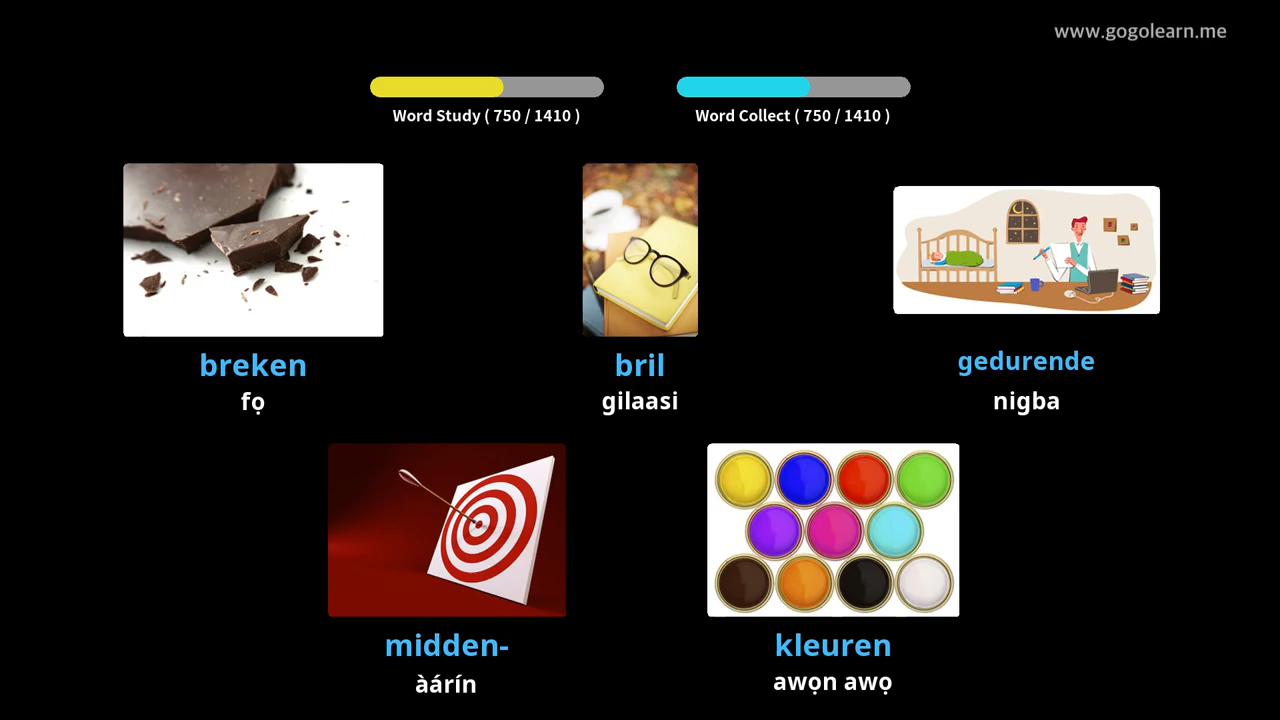 www.gogolearn.me
Word Study ( 750 / 1410 )
Word Collect ( 750 / 1410 )
breken
fọ
bril
gilaasi
gedurende
nigba
midden-
àárín
kleuren
awọn awọ